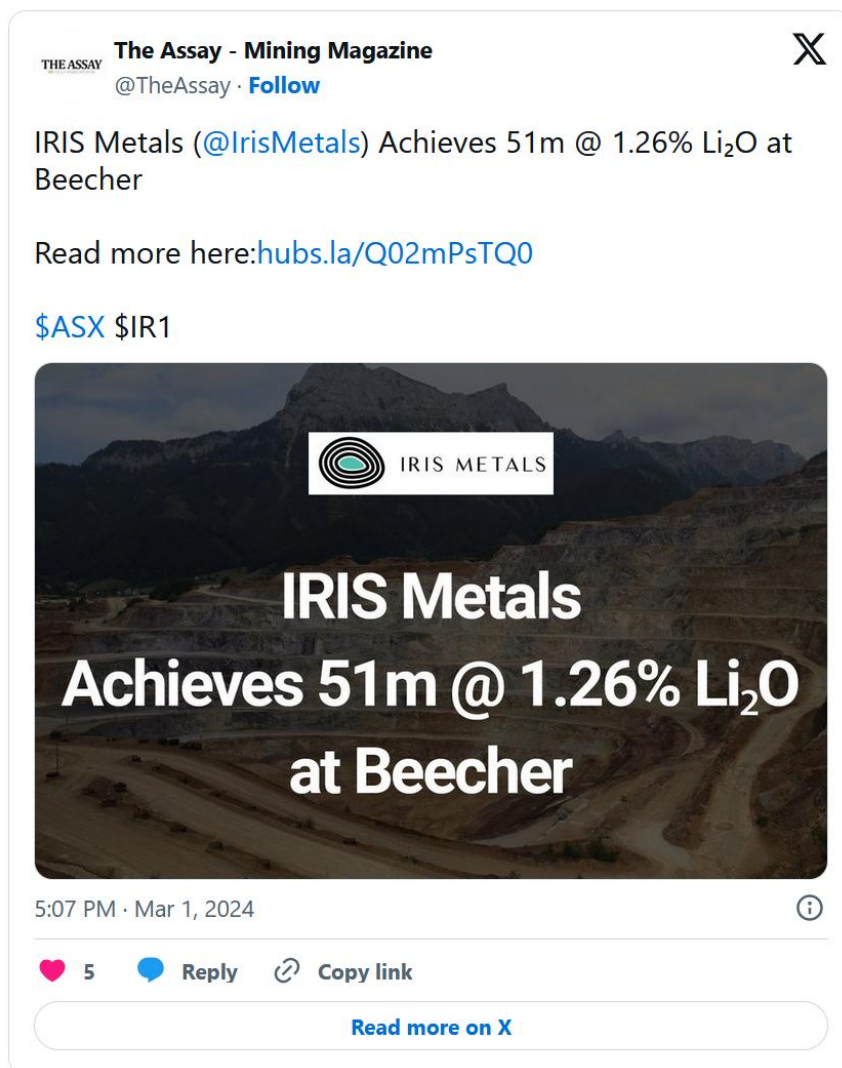 THE ASSAY
The Assay - Mining Magazine
@TheAssay · Follow
IRIS Metals (@IrisMetals) Achieves 51m @ 1.26% Li₂O at
Beecher
Read more here:hubs.la/Q02mPsTQ0
$ASX $IR1
IRIS METALS
IRIS Metals
Achieves 51m @ 1.26% Li₂O
at Beecher
5:07 PM · Mar 1, 2024
5 Reply Copy link
Read more on X